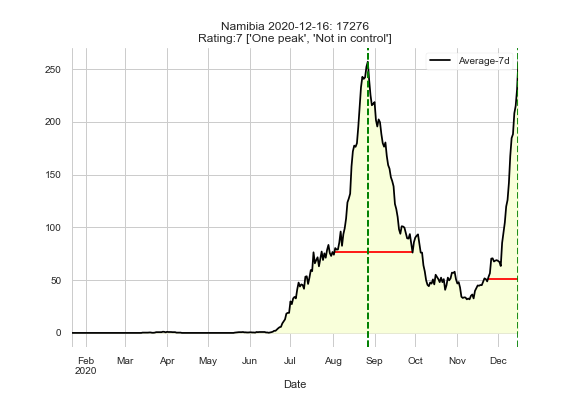 Namibia 2020-12-16: 17276
Rating:7 ['One peak', 'Not in control']
Average-7d
250
200
150
100
50
0
Feb Mar Apr May Jun Jul Aug Sep Oct Nov Dec
2020
Date